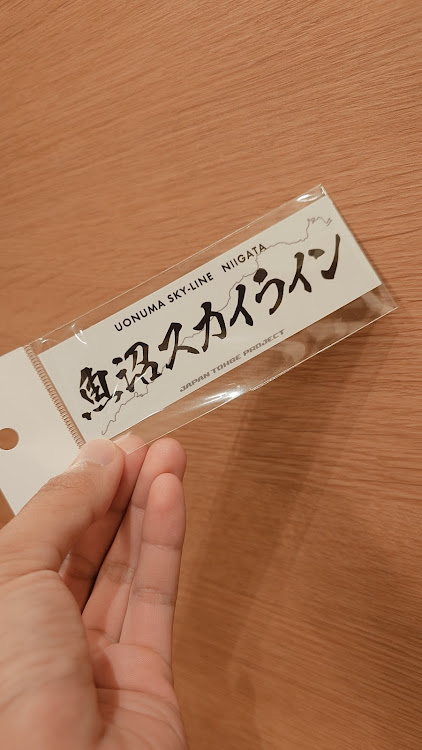 UONUMA SKY-LINE NIIGATA
魚沼スカイライン
JAPAN TOHGE PROJECT